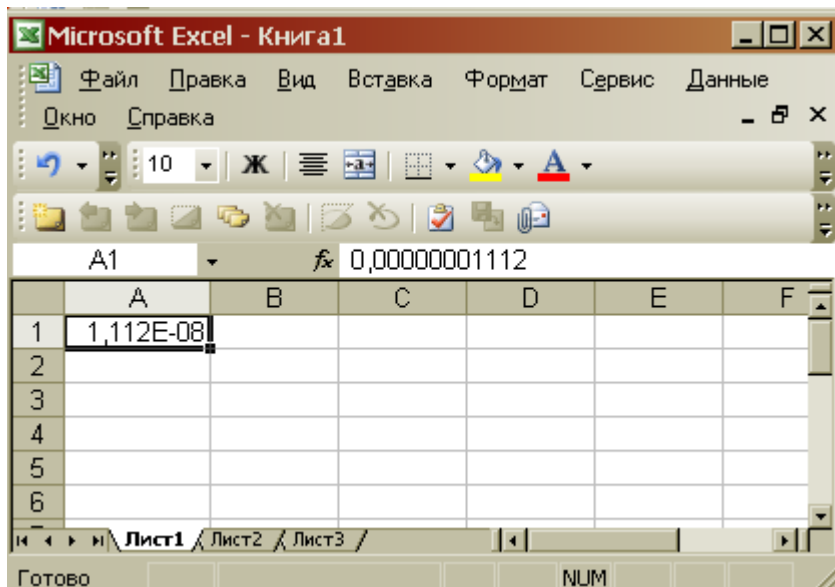 Microsoft Excel - Книга1
Файл Правка Вид Вставка Формат Сервис Данные
Окно Справка
10 Ж А
A1 fx 0,00000001112
A B C D E F
1 1,112E-08
2
3
4
5
6
Лист1 Лист2 Лист3
Готово NUM